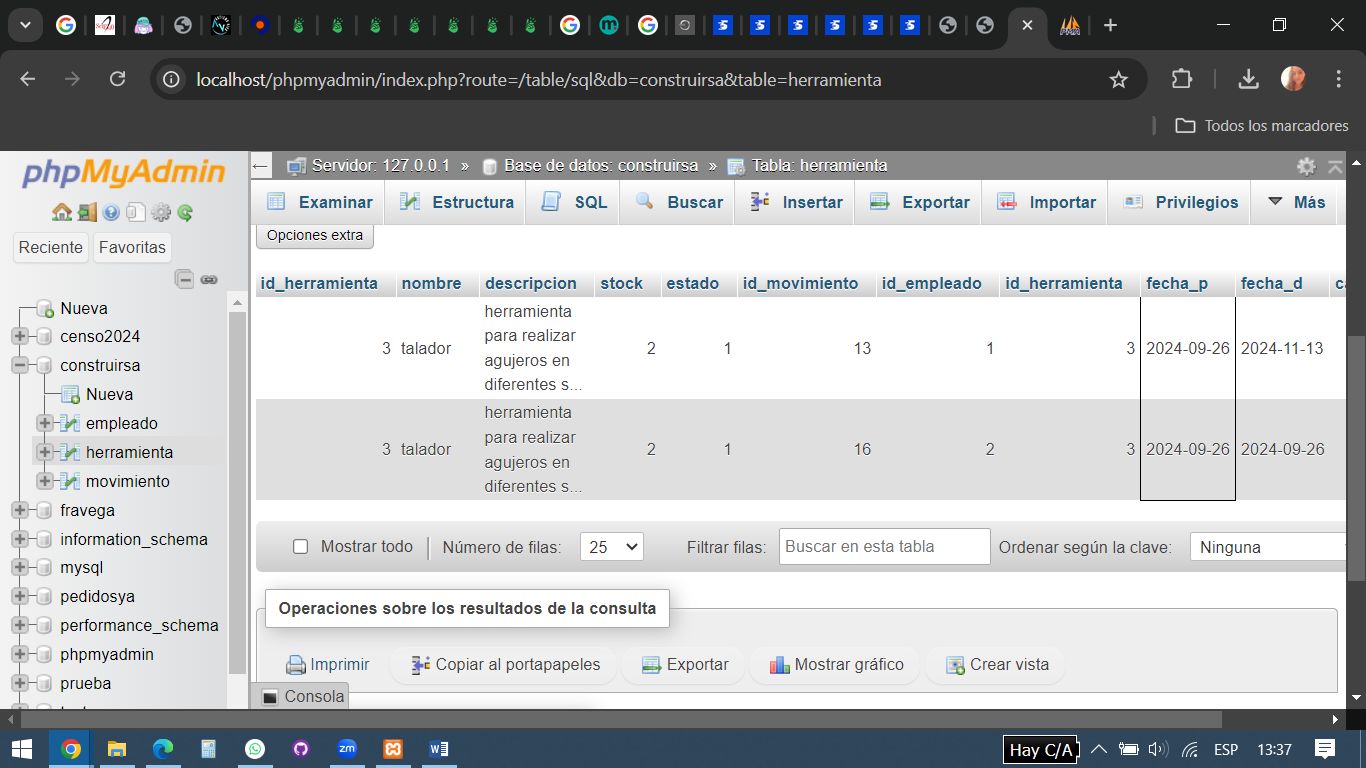 localhost/phpmyadmin/index.php?route=/table/sql&db=construirsa&table=herramienta
Todos los marcadores
phpMyAdmin
Reciente Favoritas
Nueva
censo2024
construirsa
Nueva
empleado
herramienta
movimiento
fravega
information_schema
mysql
pedidosya
performance_schema
phpmyadmin
prueba
Servidor: 127.0.0.1 » Base de datos: construirsa » Tabla: herramienta
Examinar Estructura SQL Buscar Insertar Exportar Importar Privilegios Más
Opciones extra
id_herramienta nombre descripcion stock estado id_movimiento id_empleado id_herramienta fecha_p fecha_d
herramienta
para realizar
3 talador agujeros en 2 1 13 1 3 2024-09-26 2024-11-13
diferentes s...
herramienta
para realizar
3 talador agujeros en 2 1 16 2 3 2024-09-26 2024-09-26
diferentes s...
Mostrar todo Número de filas: 25 Filtrar filas: Buscar en esta tabla Ordenar según la clave: Ninguna
Operaciones sobre los resultados de la consulta
Imprimir Copiar al portapapeles Exportar Mostrar gráfico Crear vista
Consola
Hay C/A ESP 13:37